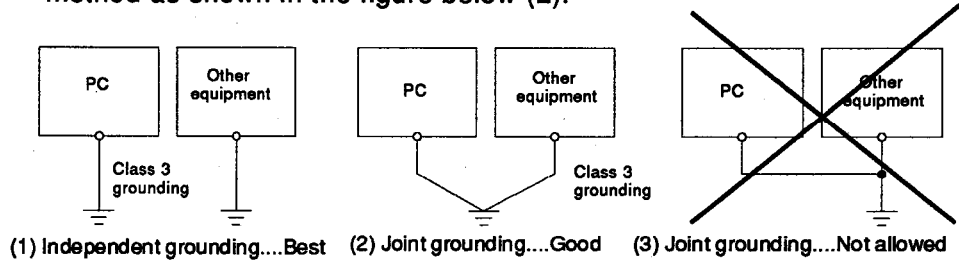 method as shown in the figure below (2).
PC
Other
equipment
Class 3
grounding
(1) Independent grounding....Best
PC
Other
equipment
Class 3
grounding
(2) Joint grounding....Good
PC
Other
equipment
(3) Joint grounding....Not allowed